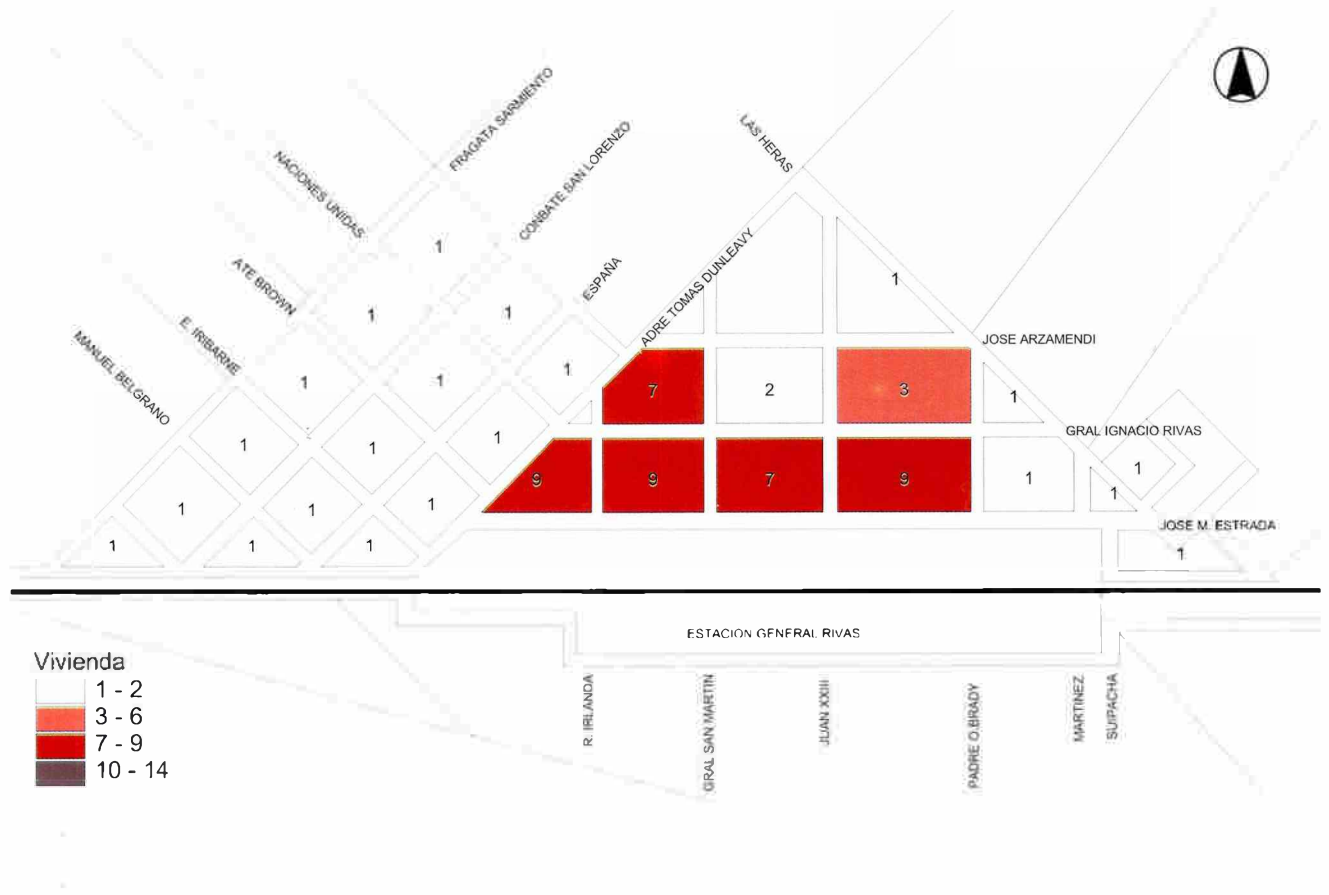 FRAGATA SARMIENTO
CONBATE SAN LORENZO
LAS HERAS
NACIONES UNIDAS
ATE BROWN
ESPAÑA
ADRE TOMAS DUNLEAVY
E. IRIBARNE
MANUEL BELGRANO
JOSE ARZAMENDI
GRAL IGNACIO RIVAS
JOSE M. ESTRADA
1
1
1
1
1
1
1
7
2
3
1
1
1
1
1
9
9
7
9
1
1
1
1
1
1
1
1
1
1
ESTACION GENERAL RIVAS
Vivienda
1 - 2
3 - 6
7 - 9
10 - 14
R. IRLANDA
GRAL SAN MARTIN
JUAN XXIII
PADRE O.BRADY
MARTINEZ
SUIPACHA